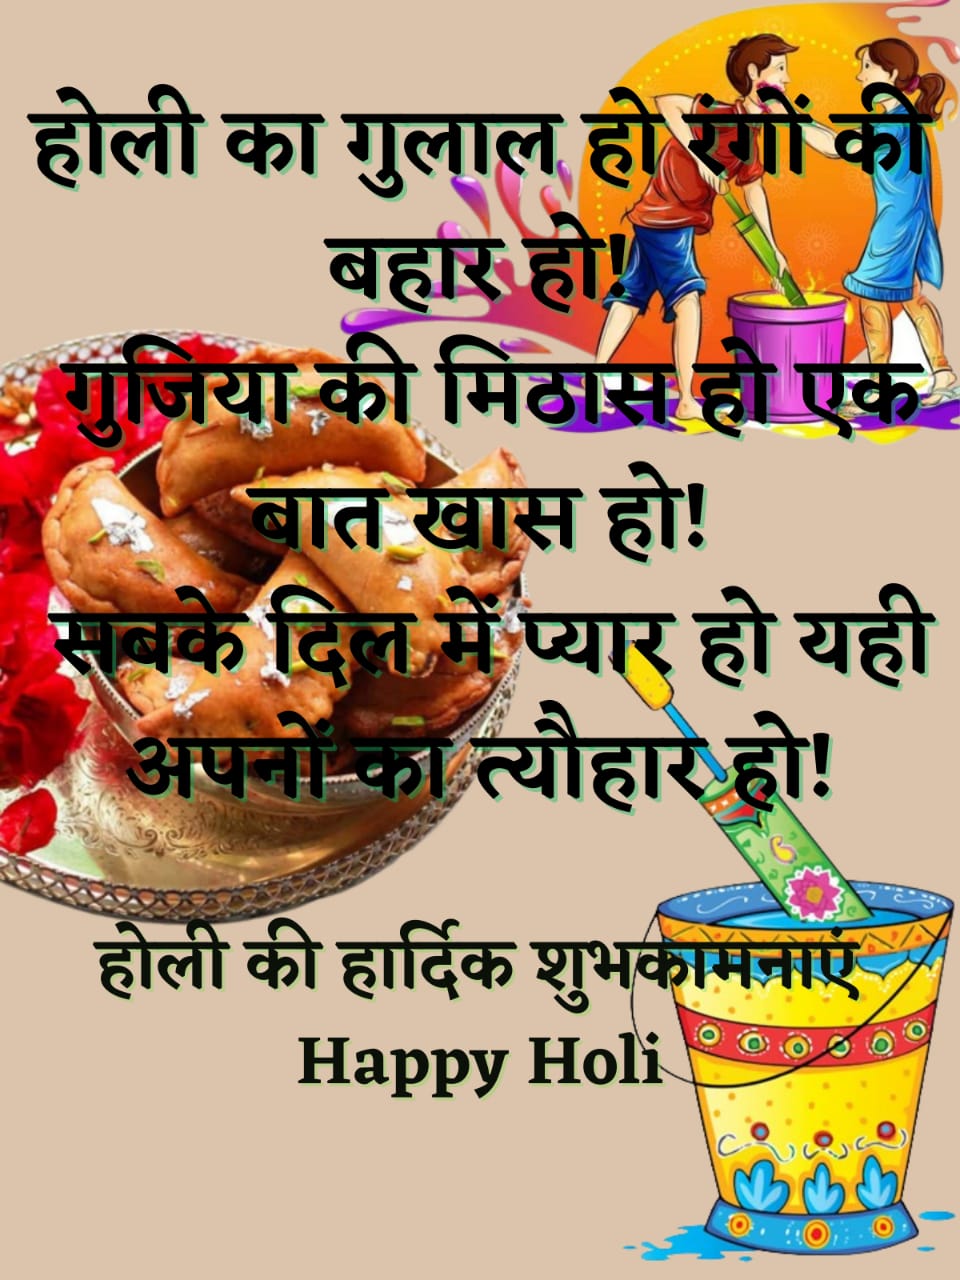 होली का गुलाल हो रंगों की
बहार हो!
गुजिया की मिठास हो एक
बात खास हो!
सबके दिल में प्यार हो यही
अपनों का त्यौहार हो!
होली की हार्दिक शुभकामनाएं
Happy Holi